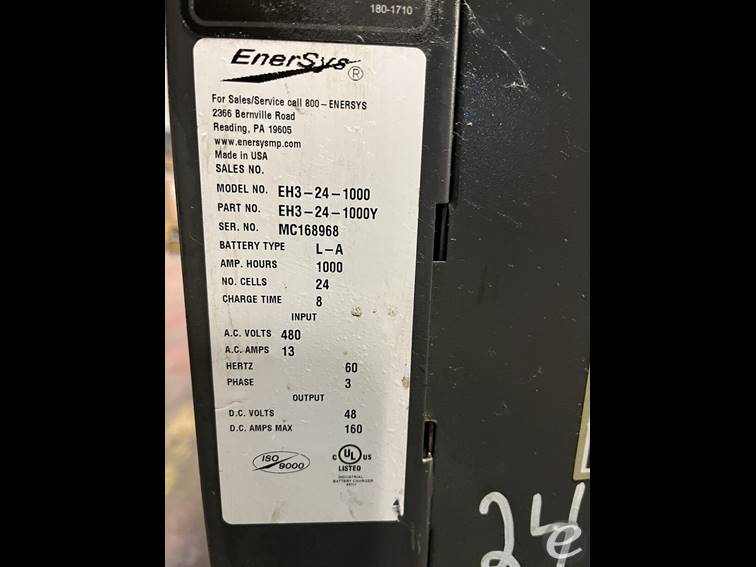 180-1710
EnerSys®
For Sales/Service call 800 – ENERSYS
2366 Bernville Road
Reading, PA 19605
www.enersysmp.com
Made in USA
SALES NO.
MODEL NO. EH3-24-1000
PART NO. EH3-24-1000Y
SER. NO. MC168968
BATTERY TYPE L-A
AMP. HOURS 1000
NO. CELLS 24
CHARGE TIME 8
INPUT
A.C. VOLTS 480
A.C. AMPS 13
HERTZ 60
PHASE 3
OUTPUT
D.C. VOLTS 48
D.C. AMPS MAX 160
ISO 9000
C UL US
LISTED
INDUSTRIAL
BATTERY CHARGER
24
e